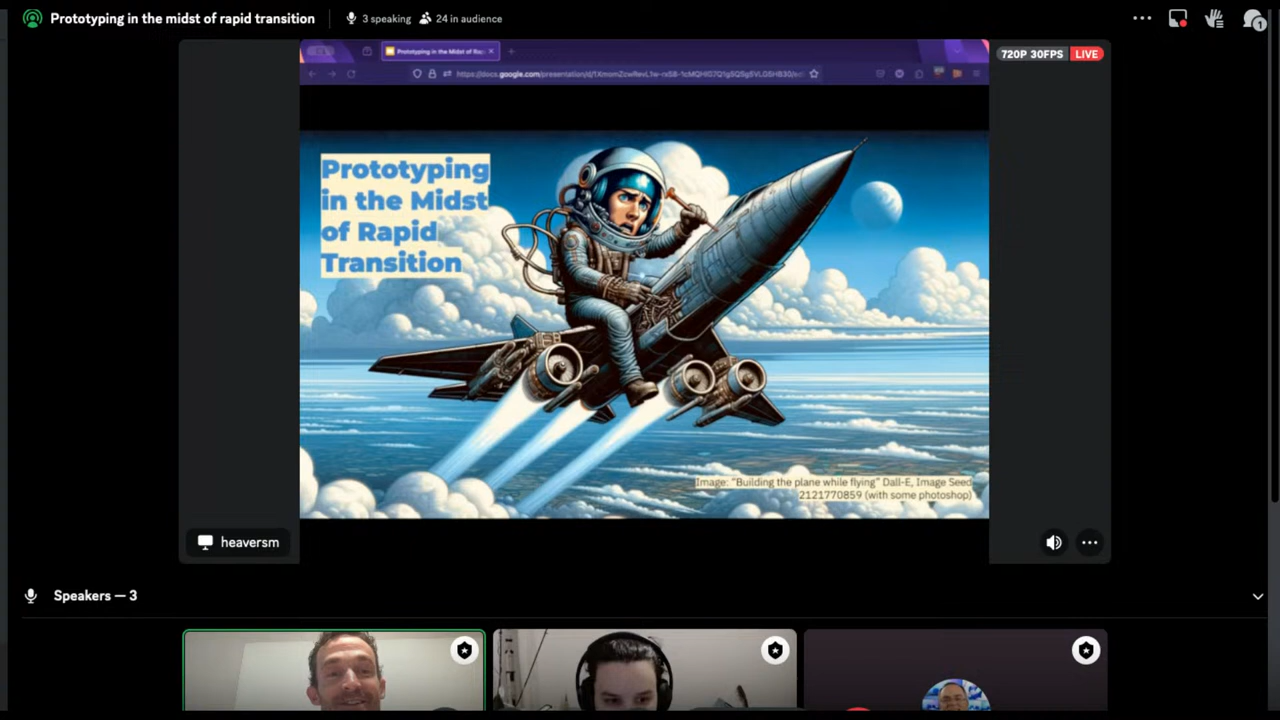 Prototyping in the midst of rapid transition
3 speaking
24 in audience
1
Prototyping in the Midst of Rap
720P 30FPS
LIVE
Prototyping
in the Midst
of Rapid
Transition
Image: "Building the plane while flying" Dall-E, Image Seed
2121770859 (with some photoshop)
heaversm
Speakers — 3